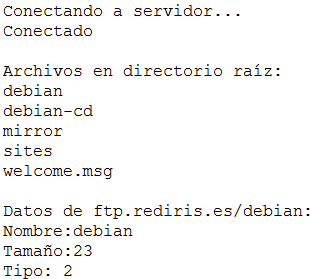 Conectando a servidor...
Conectado
Archivos en directorio raíz:
debian
debian-cd
mirror
sites
welcome.msg
Datos de ftp.rediris.es/debian:
Nombre:debian
Tamaño:23
Tipo: 2